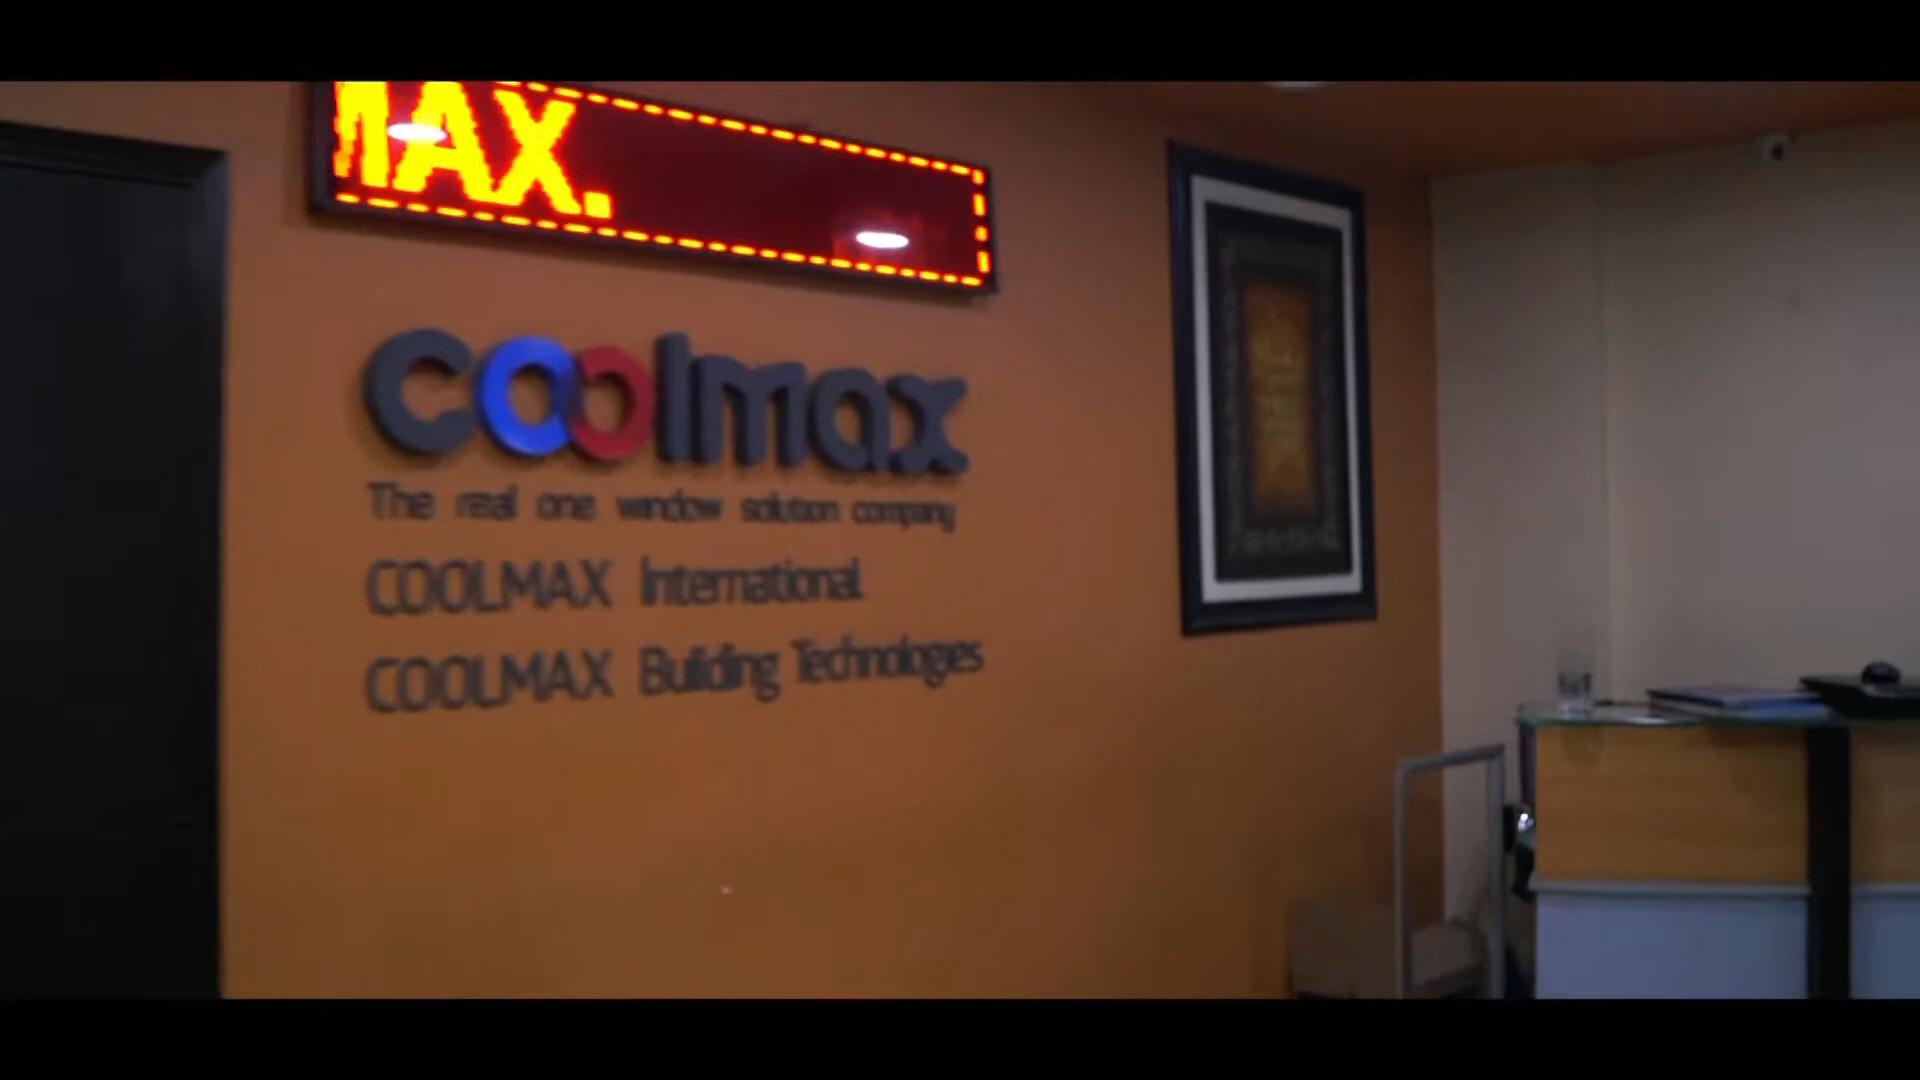 MAX.
coolmax
The real one window solution company
COOLMAX International
COOLMAX Building Technologies